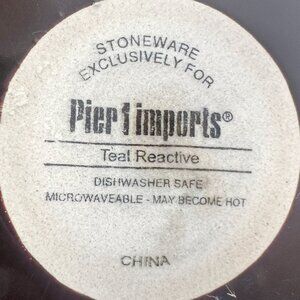 STONEWARE
EXCLUSIVELY FOR
Pier 1 imports®
Teal Reactive
DISHWASHER SAFE
MICROWAVEABLE - MAY BECOME HOT
CHINA